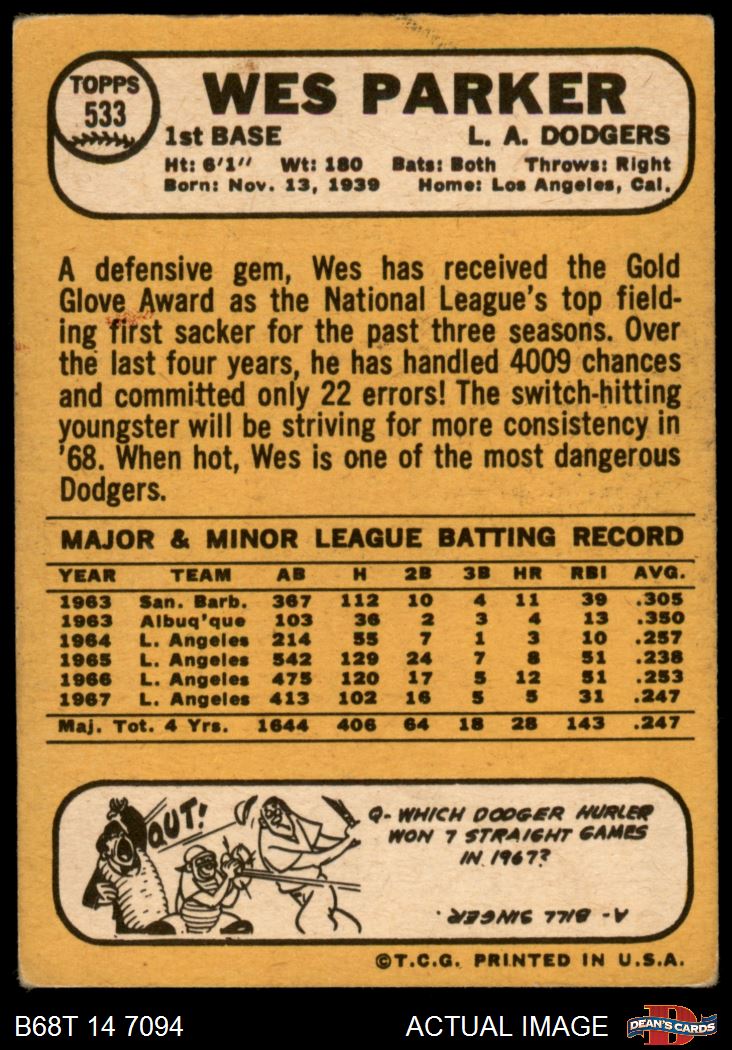 TOPPS
533
WES PARKER
1st BASE L. A. DODGERS
Ht: 6'1" Wt: 180 Bats: Both Throws: Right
Born: Nov. 13, 1939 Home: Los Angeles, Cal.
A defensive gem, Wes has received the Gold
Glove Award as the National League's top field-
ing first sacker for the past three seasons. Over
the last four years, he has handled 4009 chances
and committed only 22 errors! The switch-hitting
youngster will be striving for more consistency in
'68. When hot, Wes is one of the most dangerous
Dodgers.
MAJOR & MINOR LEAGUE BATTING RECORD
YEAR TEAM AB H 2B 3B HR RBI AVG.
1963 San. Barb. 367 112 10 4 11 39 .305
1963 Albuq'que 103 36 2 3 4 13 .350
1964 L. Angeles 214 55 7 1 3 10 .257
1965 L. Angeles 542 129 24 7 8 51 .238
1966 L. Angeles 475 120 17 5 12 51 .253
1967 L. Angeles 413 102 16 5 5 31 .247
Maj. Tot. 4 Yrs. 1644 406 64 18 28 143 .247
OUT!
Q- WHICH DODGER HURLER
WON 7 STRAIGHT GAMES
IN 1967?
A- BILL SINGER.
©T.C.G. PRINTED IN U.S.A.
B68T 14 7094 ACTUAL IMAGE
D
DEAN'S CARDS